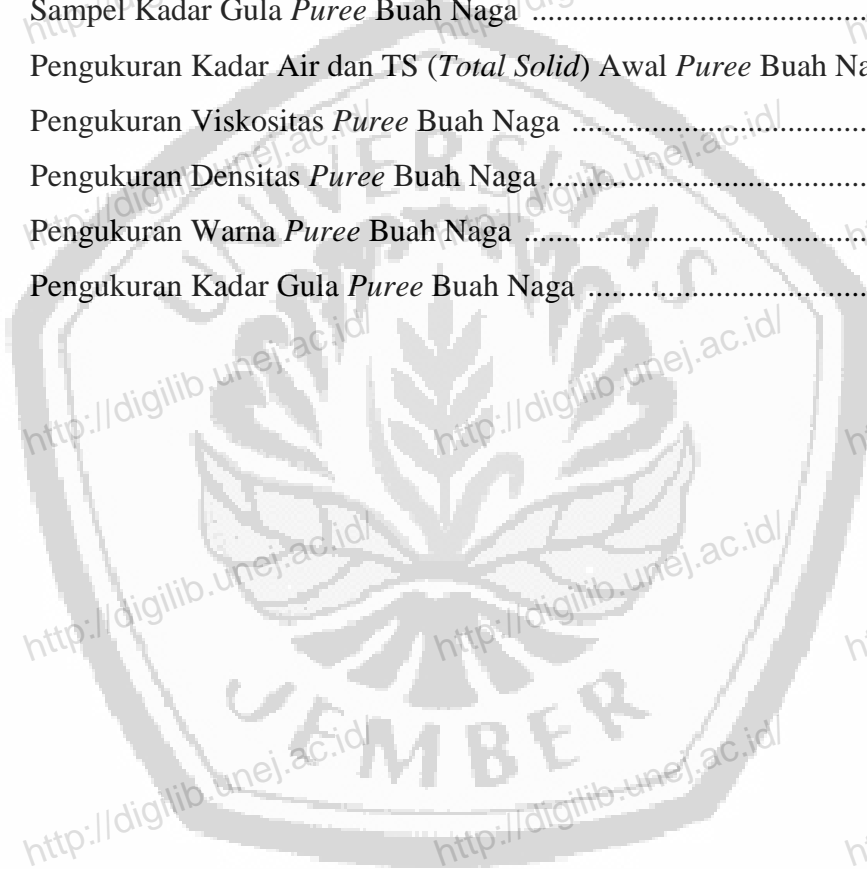 Sampel Kadar Gula Puree Buah Naga ..........................................
Pengukuran Kadar Air dan TS (Total Solid) Awal Puree Buah
Pengukuran Viskositas Puree Buah Naga .....................................
Pengukuran Densitas Puree Buah Naga ........................................
Pengukuran Warna Puree Buah Naga ...........................................
Pengukuran Kadar Gula Puree Buah Naga ...................................
UNIVERSITAS
JEMBER
http://digilib.unej.ac.id/
http://digilib.unej.ac.id/
http://digilib.unej.ac.id/
http://digilib.unej.ac.id/
http://digilib.unej.ac.id/
http://digilib.unej.ac.id/
http://digilib.unej.ac.id/
http://digilib.unej.ac.id/